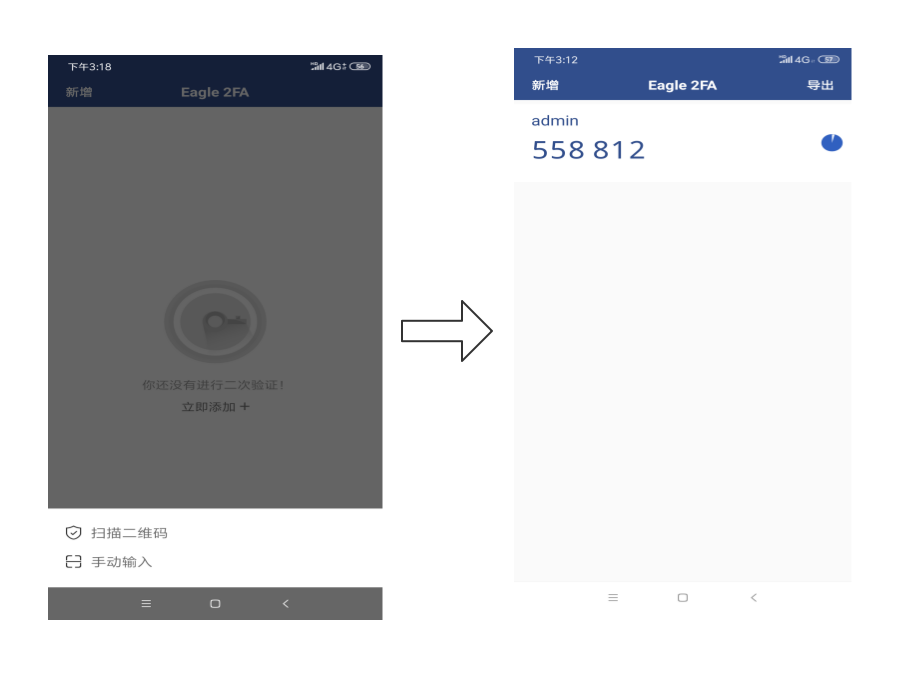 下午3:18
4G 56
新增 Eagle 2FA
你还没有进行二次验证!
立即添加 +
扫描二维码
手动输入
下午3:12
4G 57
新增 Eagle 2FA 导出
admin
558 812